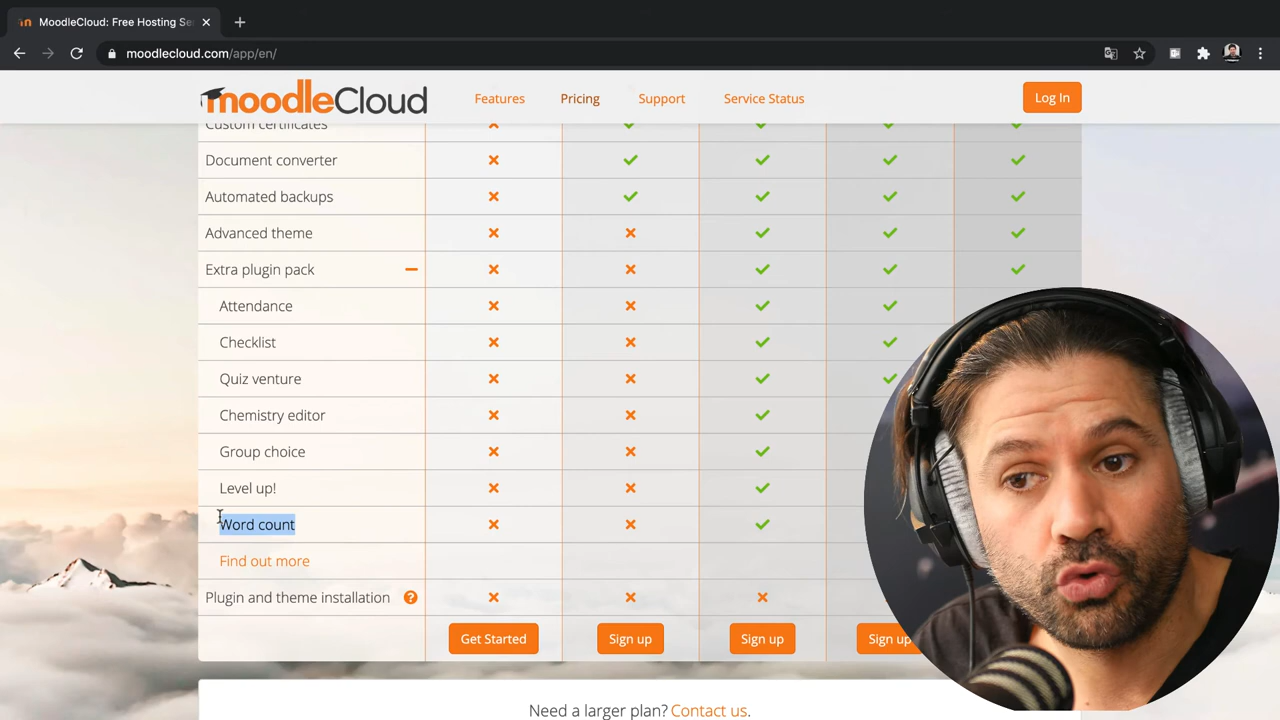 MoodleCloud: Free Hosting Se
moodlecloud.com/app/en/
moodleCloud
Features
Pricing
Support
Service Status
Log In
Custom certificates
Document converter
Automated backups
Advanced theme
Extra plugin pack
Attendance
Checklist
Quiz venture
Chemistry editor
Group choice
Level up!
Word count
Find out more
Plugin and theme installation ?
Get Started
Sign up
Sign up
Sign up
Need a larger plan? Contact us.